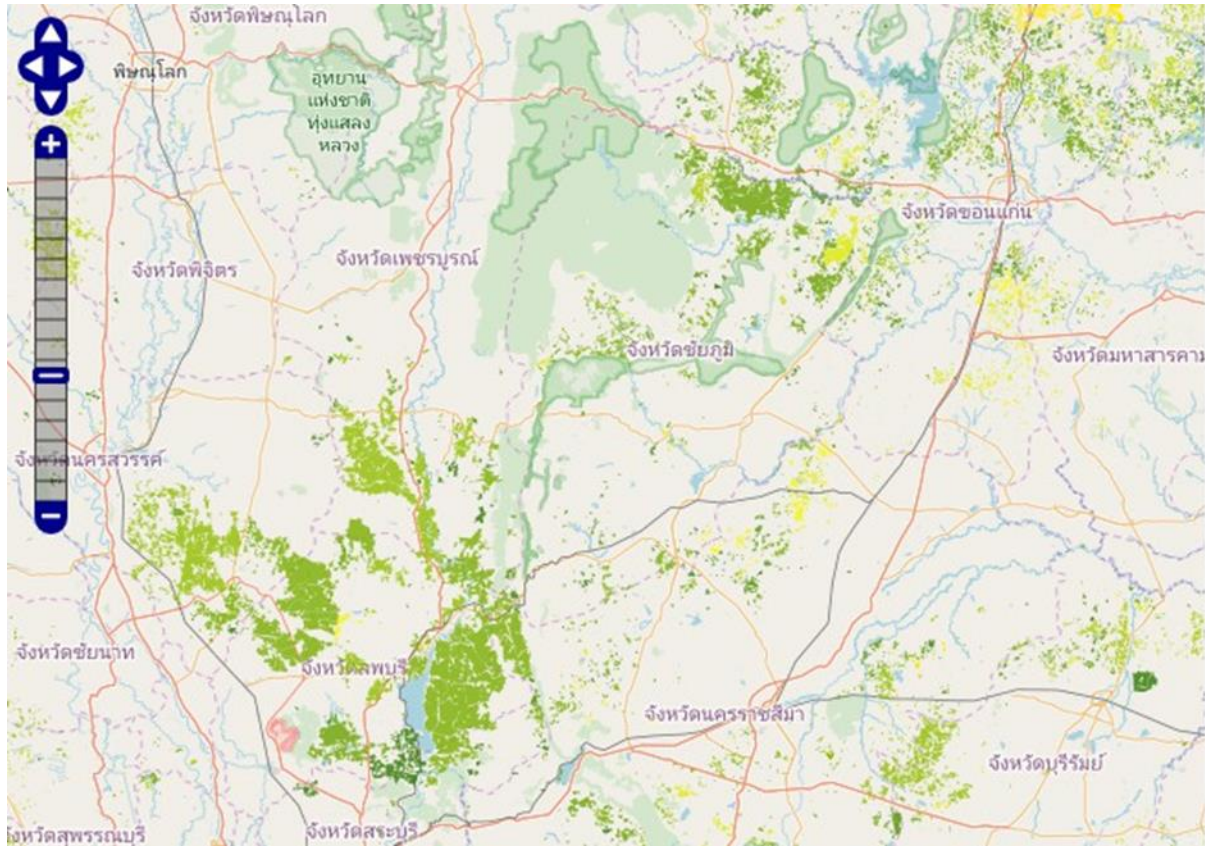 จังหวัดพิษณุโลก
พิษณุโลก
อุทยาน
แห่งชาติ
ทุ่งแสลง
หลวง
จังหวัดขอนแก่น
จังหวัดเพชรบูรณ์
จังหวัดพิจิตร
จังหวัดชัยภูมิ
จังหวัดมหาสารคาม
จังหวัดนครสวรรค์
จังหวัดชัยนาท
จังหวัดลพบุรี
จังหวัดนครราชสีมา
จังหวัดบุรีรัมย์
จังหวัดสุพรรณบุรี
จังหวัดสระบุรี